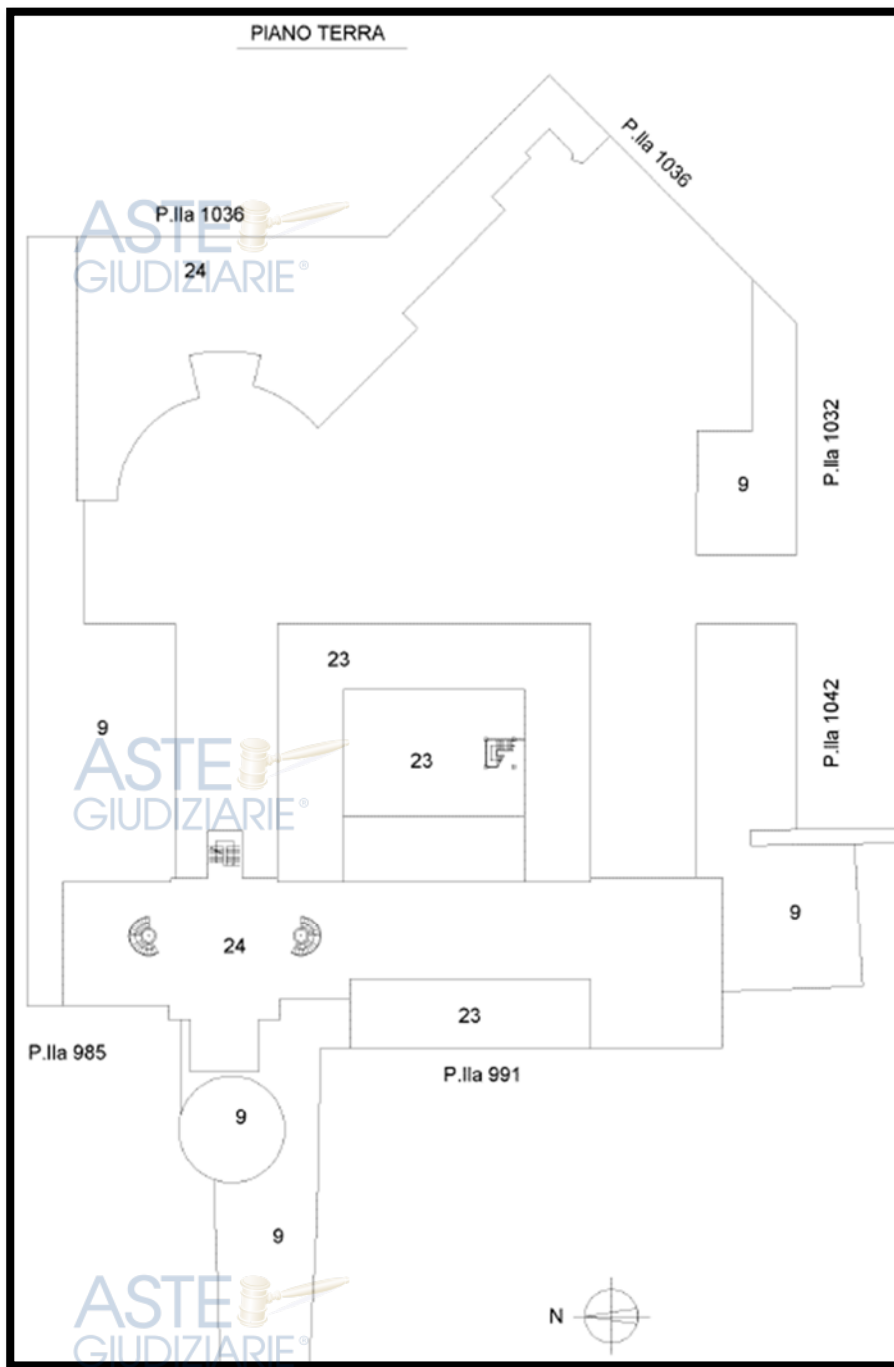 PIANO TERRA
P.lla 1036
ASTE
P.lla 1036
GIUDIZIARIE®
24
P.lla 1032
9
23
9
P.lla 1042
ASTE
23
GIUDIZIARIE®
9
24
23
P.lla 985
P.lla 991
9
9
ASTE
N
GIUDIZIARIE®